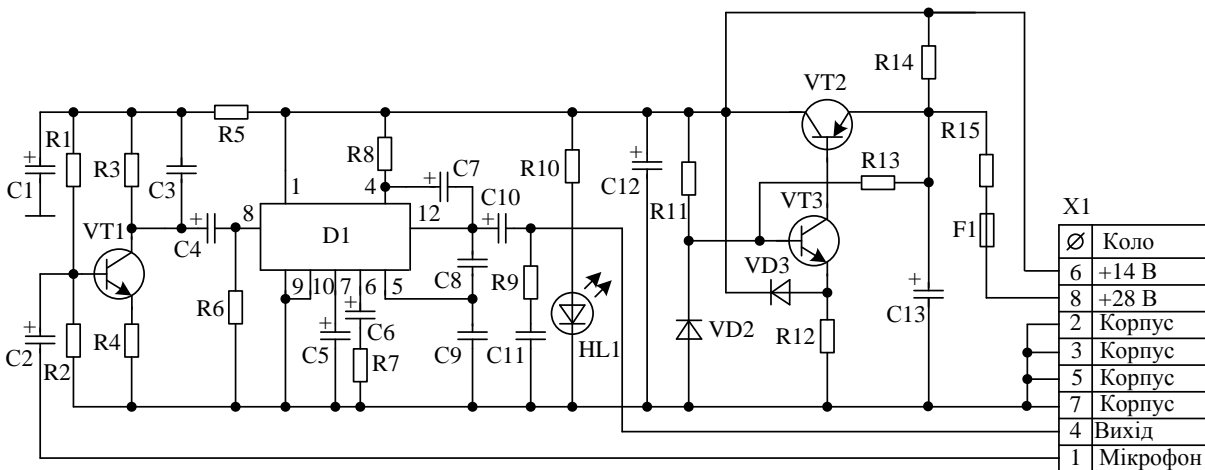 R14
VT2
R1
R5
R15
R3
R8
R10
R13
+
C1
C3
+
C7
+
C12
4
1
C10
+
R11
VT3
X1
VT1
+
C4
8
D1
12
F1
Ø Коло
VD3
6 +14 В
9
10
7
6
5
C8
R9
8 +28 В
R6
+
C6
+
C13
2 Корпус
+
C2
R4
+
C5
HL1
VD2
R12
R2
R7
C9
C11
3 Корпус
5 Корпус
7 Корпус
4 Вихід
1 Мікрофон